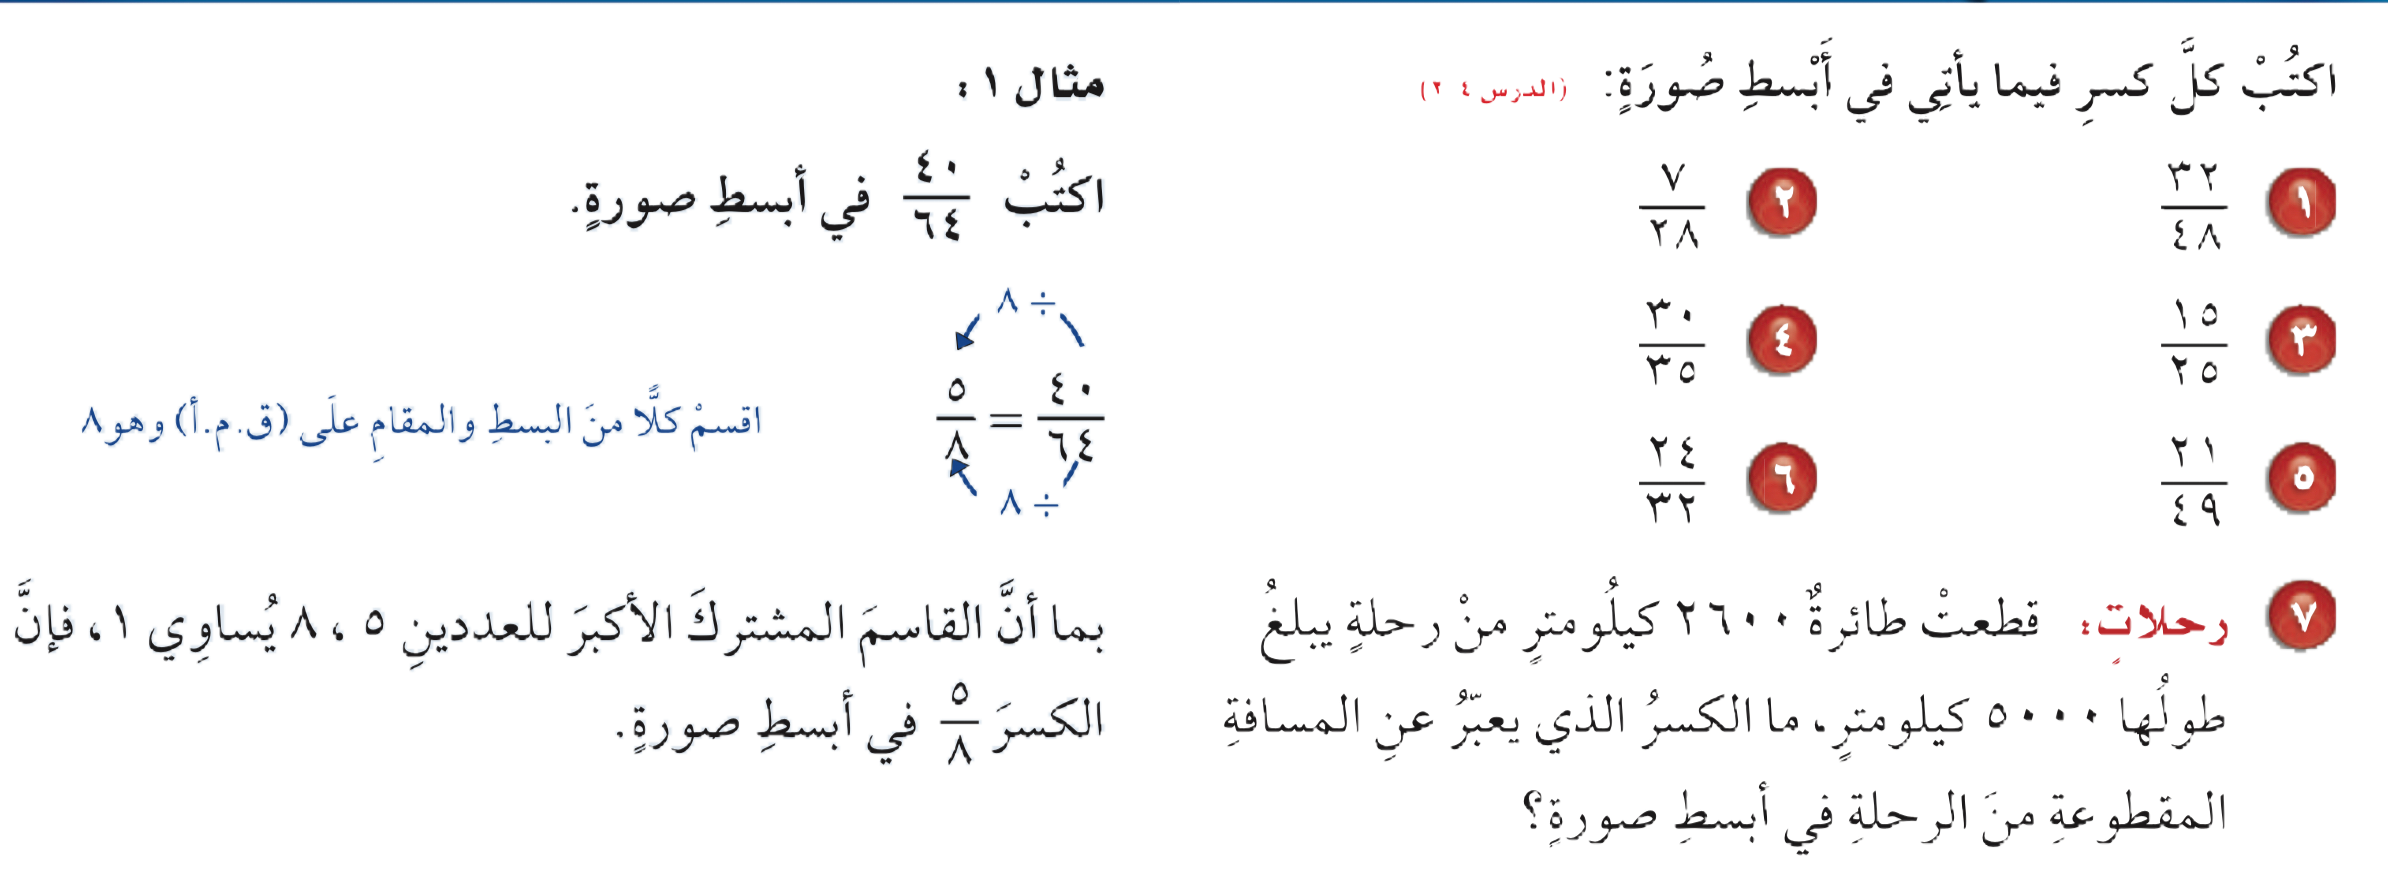 اكتُبْ كلَّ كسرِ فيما يأتِي في أَبْسطِ صُورَةٍ: (الدرس ٤ ٢)
١ ٣٢/٤٨
٢ ٧/٢٨
٣ ١٥/٢٥
٤ ٣٠/٣٥
٥ ٢١/٤٩
٦ ٢٤/٣٢
٧ رحلاتٍ: قطعتْ طائرةٌ ٢٦٠٠ كيلُومترٍ منْ رحلةٍ يبلغُ
طولُها ٥٠٠٠ كيلومترٍ، ما الكسرُ الذي يعبّرُ عنِ المسافةِ
المقطوعةِ منَ الرحلةِ في أبسطِ صورةٍ؟
مثال ١ :
اكتُبْ ٤٠/٦٤ في أبسطِ صورةٍ.
÷ ٨
٤٠/٦٤ = ٥/٨ اقسمْ كلًّا منَ البسطِ والمقامِ علَى (ق.م.أ) وهو ٨
÷ ٨
بما أنَّ القاسمَ المشتركَ الأكبرَ للعددينِ ٥ ، ٨ يُساوِي ١، فإنَّ
الكسرَ ٥/٨ في أبسطِ صورةٍ.